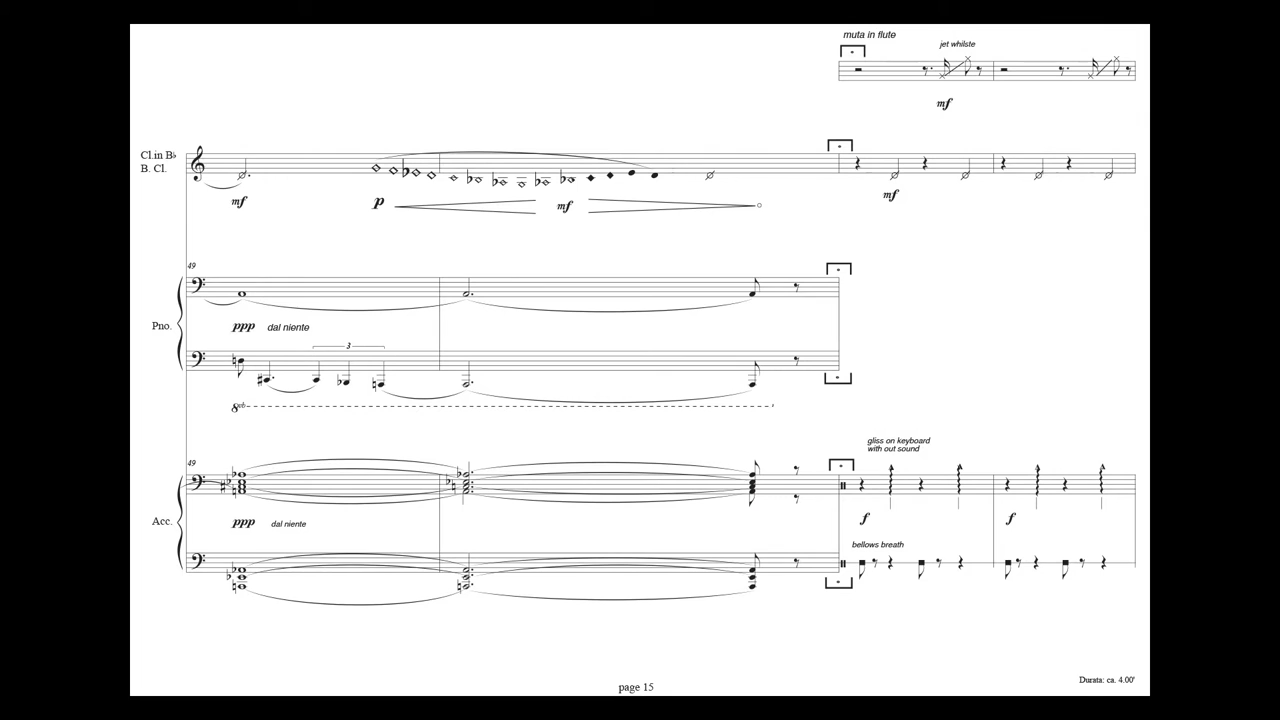 muta in flute
jet whilste
mf
Cl.in B♭
B. Cl.
mf
p
mf
mf
49
Pno.
ppp dal niente
3
8vb
49
gliss on keyboard
with out sound
Acc.
ppp dal niente
f
f
bellows breath
page 15
Durata: ca. 4.00'